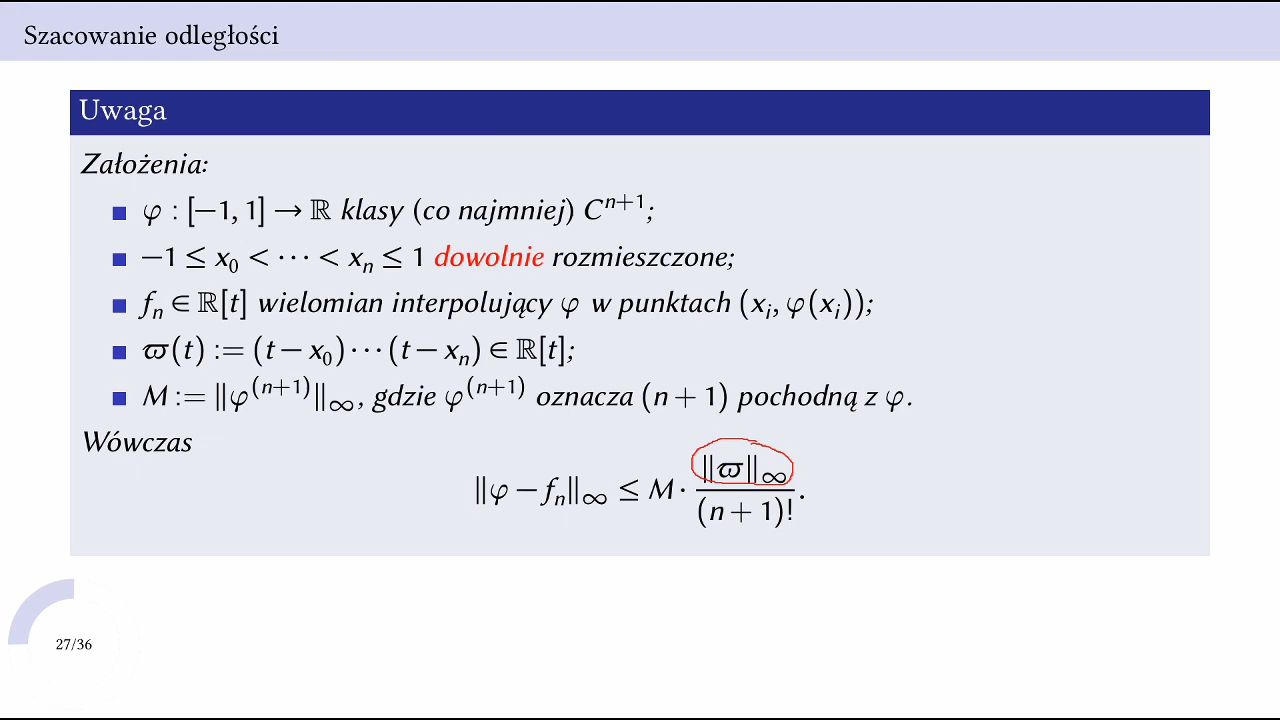 Szacowanie odległości
Uwaga
Założenia:
φ : [−1, 1] → ℝ klasy (co najmniej) Cⁿ⁺¹;
−1 ≤ x₀ < ⋯ < xₙ ≤ 1 dowolnie rozmieszczone;
fₙ ∈ ℝ[t] wielomian interpolujący φ w punktach (xᵢ, φ(xᵢ));
ϖ(t) := (t − x₀)⋯(t − xₙ) ∈ ℝ[t];
M := ‖φ⁽ⁿ⁺¹⁾‖∞, gdzie φ⁽ⁿ⁺¹⁾ oznacza (n + 1) pochodną z φ.
Wówczas
‖φ − fₙ‖∞ ≤ M · ‖ϖ‖∞ / (n + 1)! .
27/36